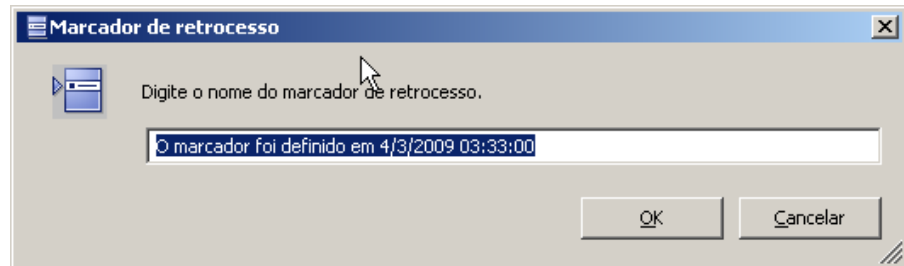 Marcador de retrocesso
Digite o nome do marcador de retrocesso.
O marcador foi definido em 4/3/2009 03:33:00
OK
Cancelar